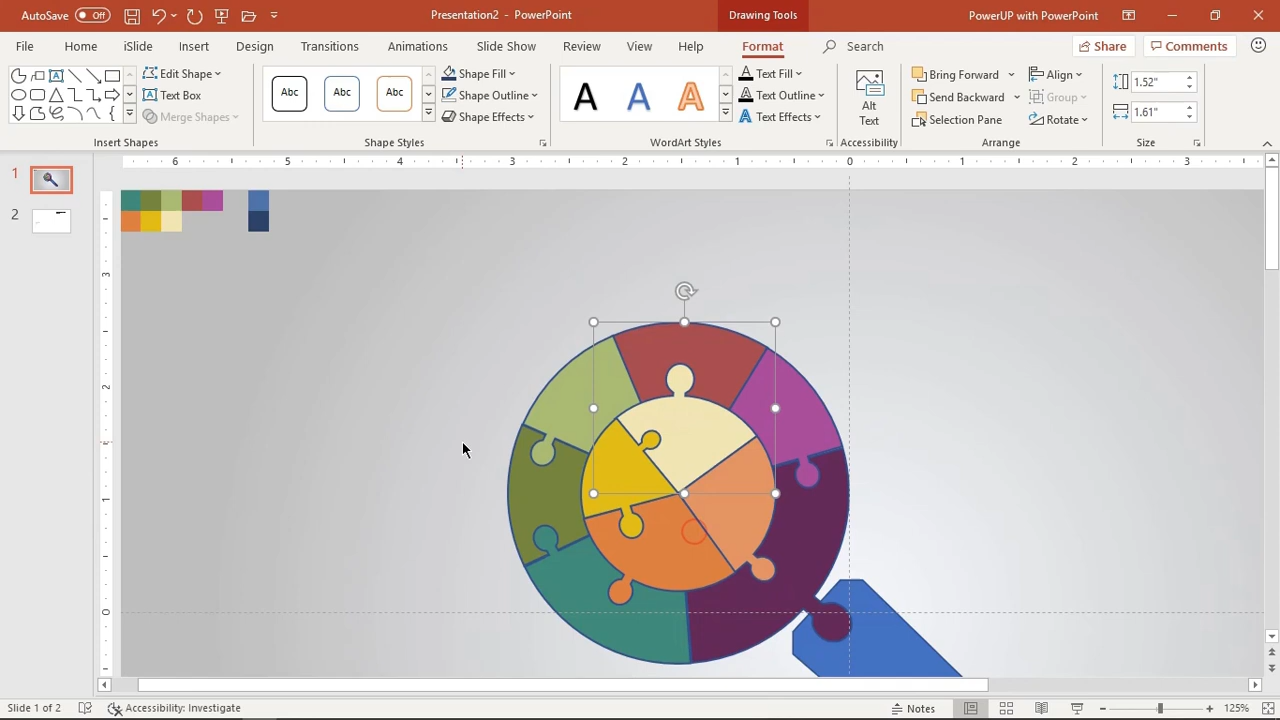 AutoSave Off Presentation2 - PowerPoint Drawing Tools PowerUP with PowerPoint
File Home iSlide Insert Design Transitions Animations Slide Show Review View Help Format Search Share Comments
Edit Shape
Text Box
Merge Shapes
Insert Shapes
Abc Abc Abc
Shape Fill
Shape Outline
Shape Effects
Shape Styles
A A A
Text Fill
Text Outline
Text Effects
WordArt Styles
Alt
Text
Accessibility
Bring Forward
Send Backward
Selection Pane
Align
Group
Rotate
Arrange
1.52"
1.61"
Size
6 5 4 3 2 1 0 1 2 3
1
2
3
2
1
0
Slide 1 of 2 Accessibility: Investigate Notes 125%